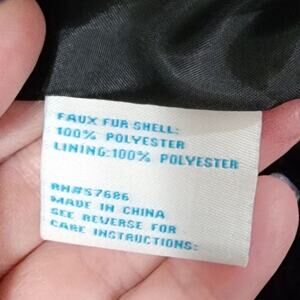 FAUX FUR SHELL:
100% POLYESTER
LINING:100% POLYESTER
RN#57686
MADE IN CHINA
SEE REVERSE FOR
CARE INSTRUCTIONS: